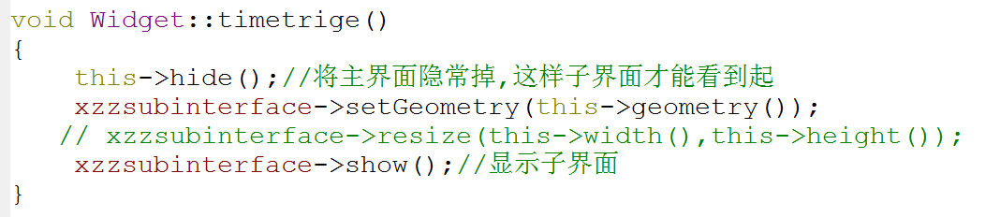 void Widget::timetrige()
{
    this->hide();//将主界面隐常掉,这样子界面才能看到起
    xzzsubinterface->setGeometry(this->geometry());
   // xzzsubinterface->resize(this->width(),this->height());
    xzzsubinterface->show();//显示子界面
}